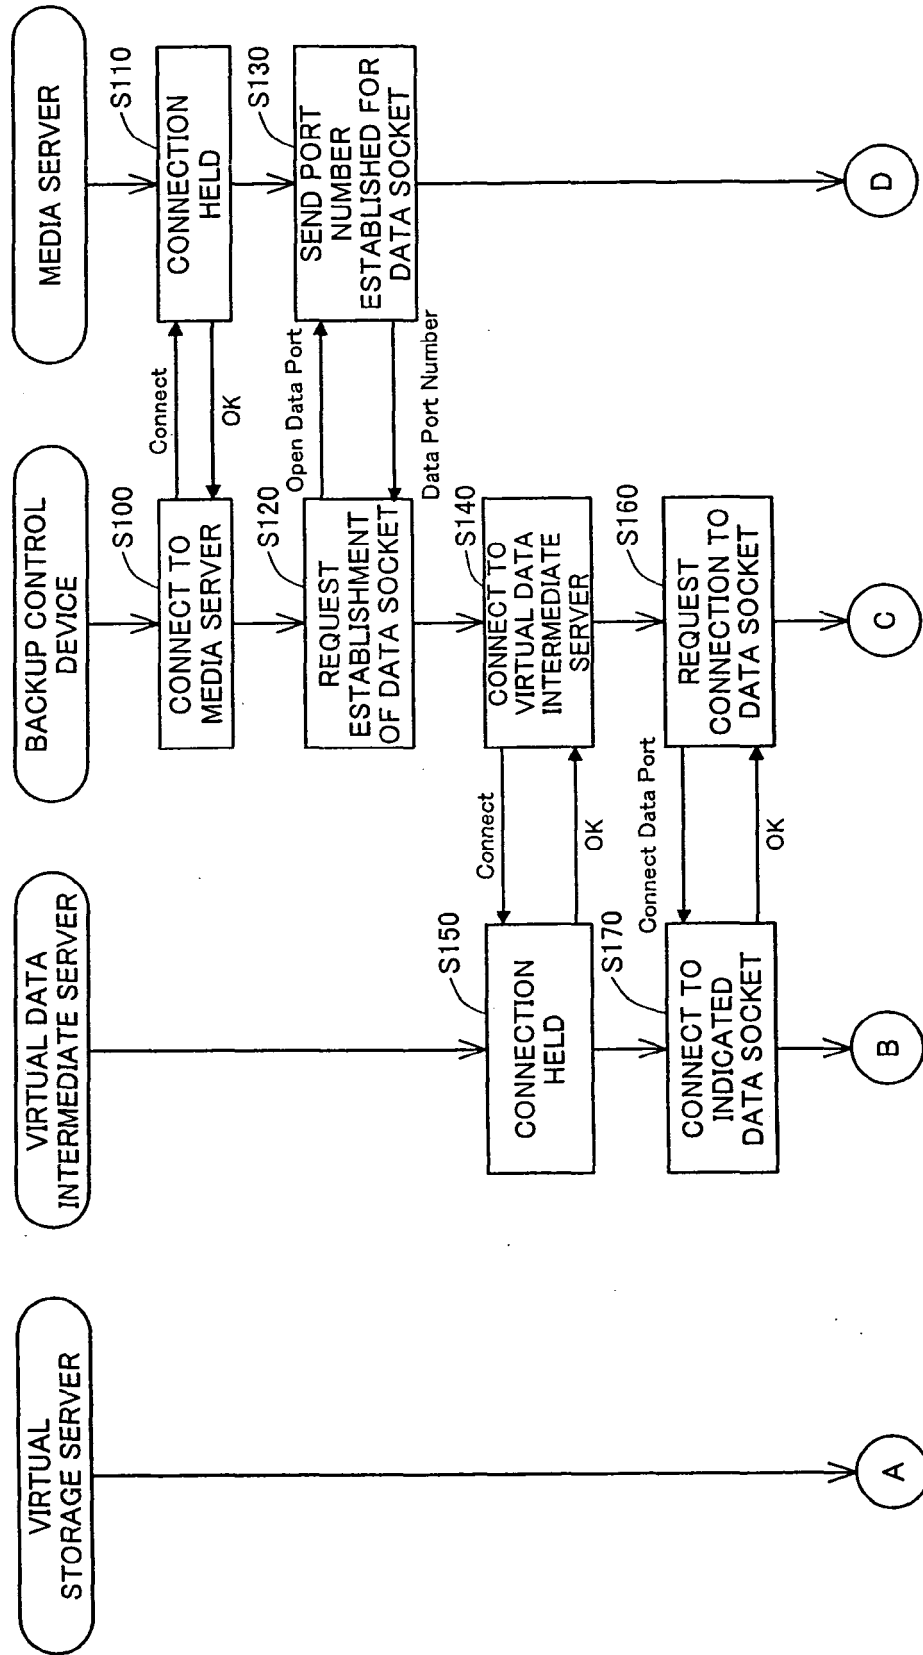 VIRTUAL
STORAGE SERVER
VIRTUAL DATA
INTERMEDIATE SERVER
BACKUP CONTROL
DEVICE
MEDIA SERVER
S100
CONNECT TO
MEDIA SERVER
Connect
OK
S110
CONNECTION
HELD
S120
REQUEST
ESTABLISHMENT
OF DATA SOCKET
Open Data Port
Data Port Number
S130
SEND PORT
NUMBER
ESTABLISHED FOR
DATA SOCKET
S150
CONNECTION
HELD
Connect
OK
S140
CONNECT TO
VIRTUAL DATA
INTERMEDIATE
SERVER
S170
CONNECT TO
INDICATED
DATA SOCKET
Connect Data Port
OK
S160
REQUEST
CONNECTION TO
DATA SOCKET
A
B
C
D